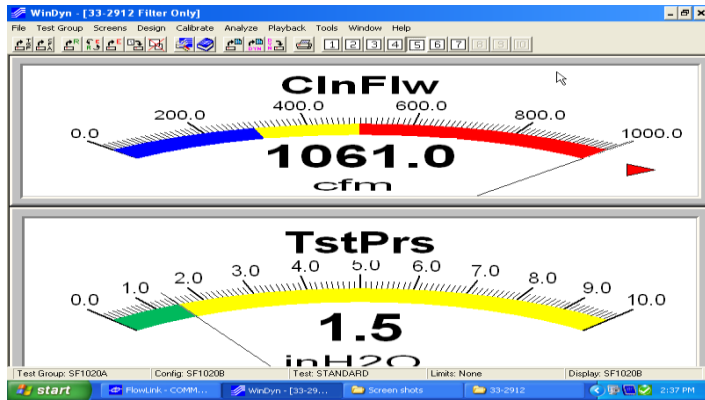 WinDyn - [33-2912 Filter Only]
File Test Group Screens Design Calibrate Analyze Playback Tools Window Help
1 2 3 4 5 6 7 8 9 10
ClnFlw
0.0 200.0 400.0 600.0 800.0 1000.0
1061.0
cfm
TstPrs
0.0 1.0 2.0 3.0 4.0 5.0 6.0 7.0 8.0 9.0 10.0
1.5
inH2O
Test Group: SF1020A Config: SF1020B Test: STANDARD Limits: None Display: SF1020B
start FlowLink - COMM... WinDyn - [33-29... Screen shots 33-2912 2:37 PM